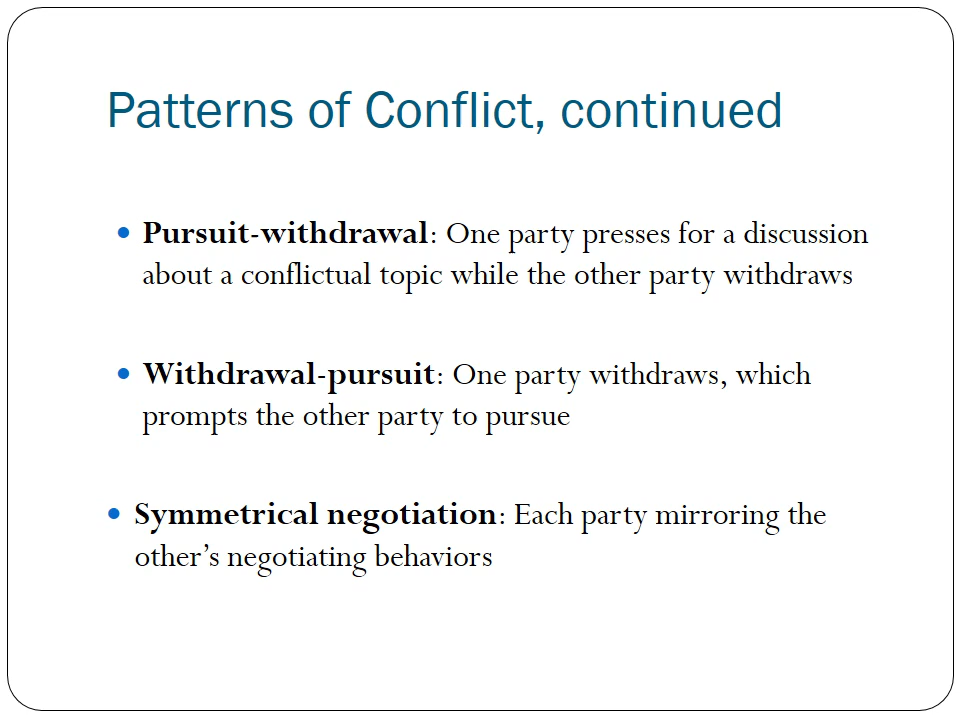 Patterns of Conflict, continued
• Pursuit-withdrawal: One party presses for a discussion
about a conflictual topic while the other party withdraws
• Withdrawal-pursuit: One party withdraws, which
prompts the other party to pursue
• Symmetrical negotiation: Each party mirroring the
other’s negotiating behaviors